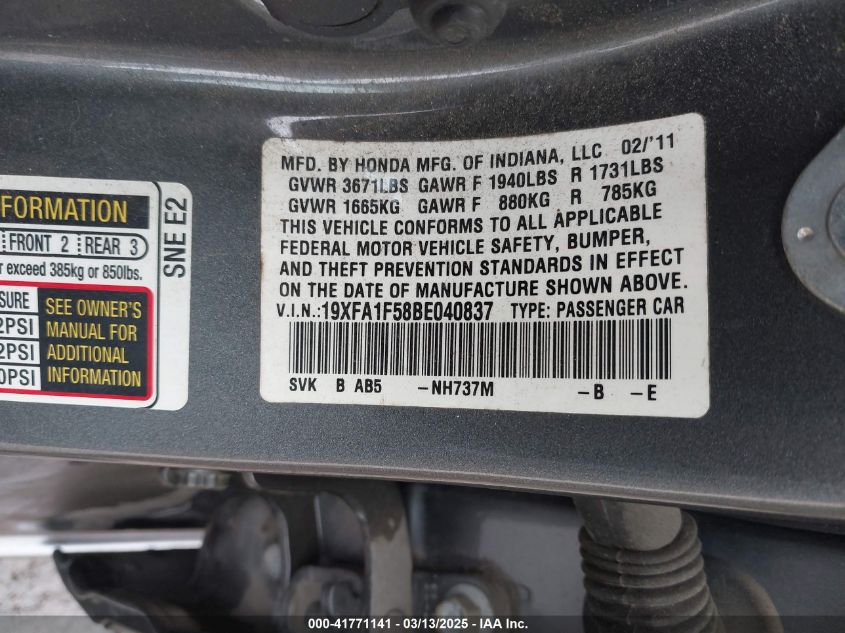 FORMATION
FRONT 2 REAR 3
exceed 385kg or 850lbs.
SURE
2PSI
2PSI
0PSI
SEE OWNER'S
MANUAL FOR
ADDITIONAL
INFORMATION
SNE E2
MFD. BY HONDA MFG. OF INDIANA, LLC 02/'11
GVWR 3671LBS GAWR F 1940LBS R 1731LBS
GVWR 1665KG GAWR F 880KG R 785KG
THIS VEHICLE CONFORMS TO ALL APPLICABLE
FEDERAL MOTOR VEHICLE SAFETY, BUMPER,
AND THEFT PREVENTION STANDARDS IN EFFECT
ON THE DATE OF MANUFACTURE SHOWN ABOVE.
V.I.N.:19XFA1F58BE040837 TYPE: PASSENGER CAR
SVK B AB5 -NH737M -B -E
000-41771141 - 03/13/2025 - IAA Inc.